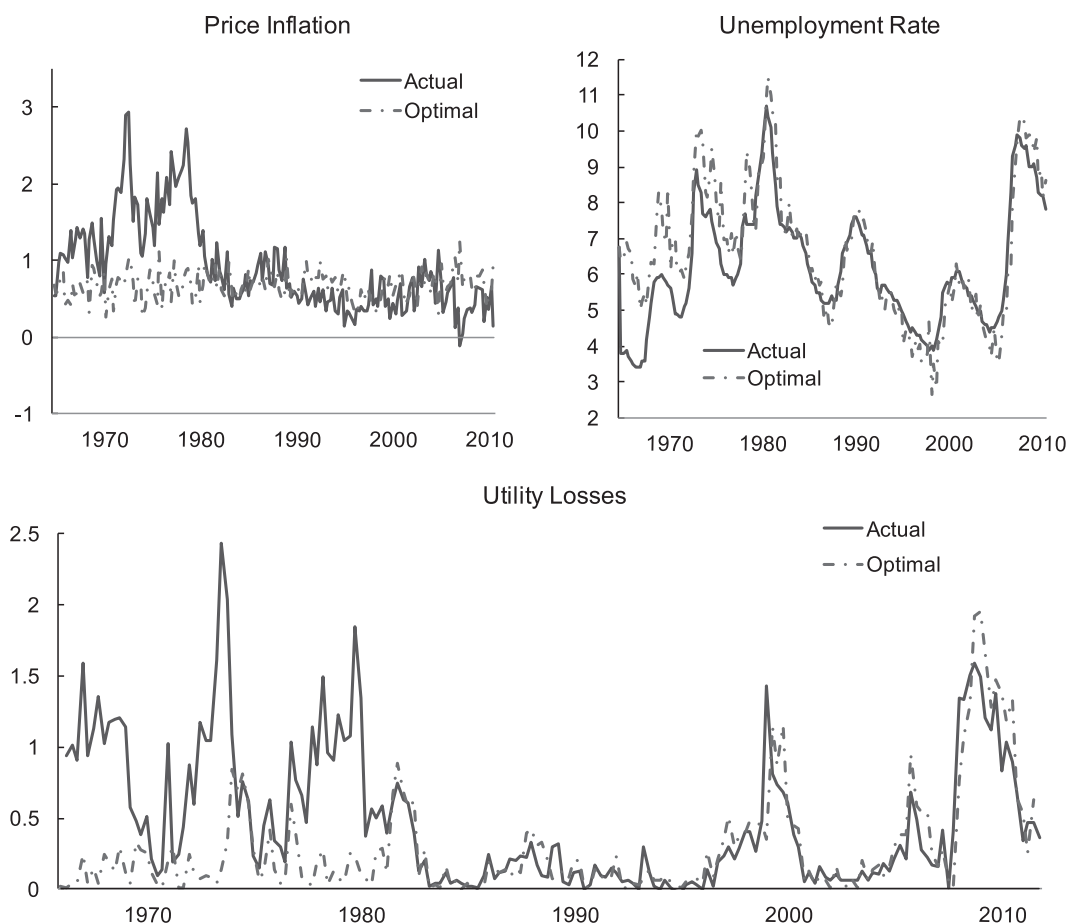 Price Inflation
Actual
Optimal
3
2
1
0
-1
1970 1980 1990 2000 2010
Unemployment Rate
12
11
10
9
8
7
6
5
4
3
2
Actual
Optimal
1970 1980 1990 2000 2010
Utility Losses
Actual
Optimal
2.5
2
1.5
1
0.5
0
1970 1980 1990 2000 2010